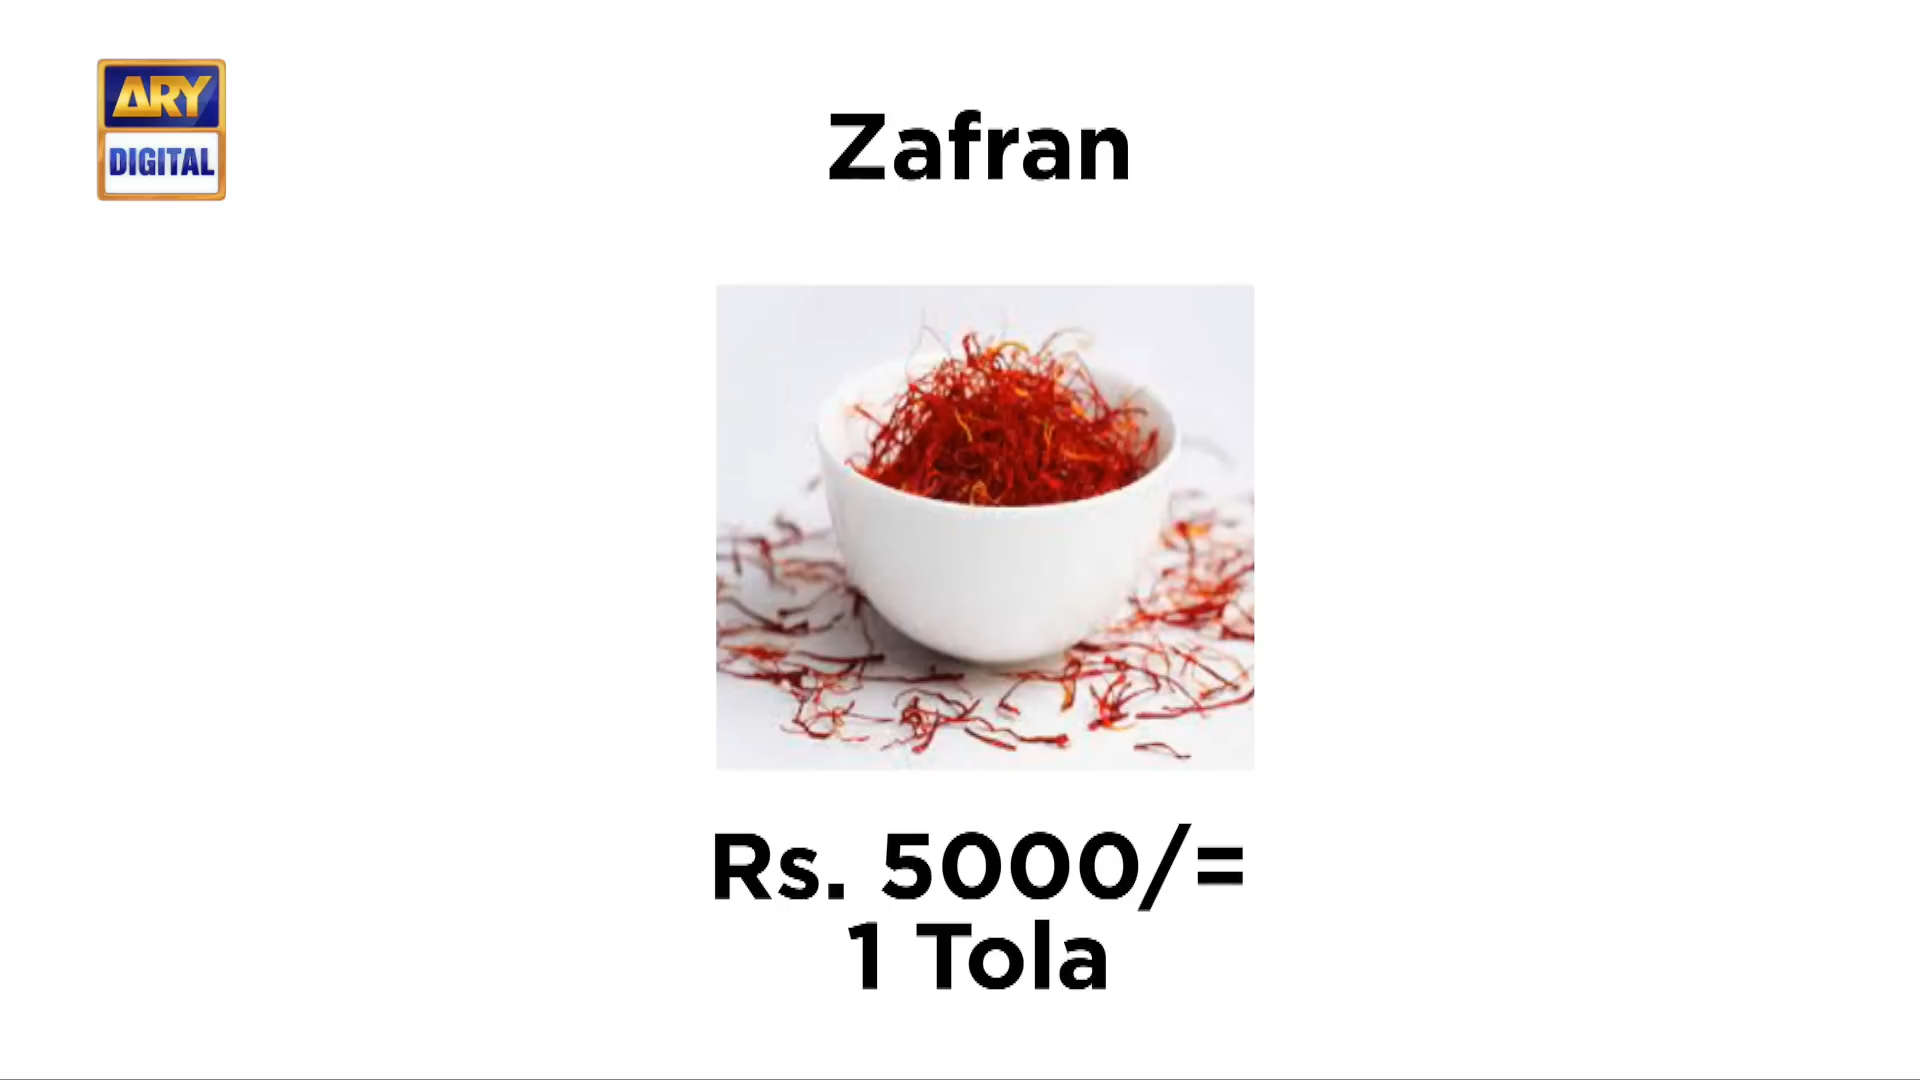 ARY
DIGITAL
Zafran
Rs. 5000/=
1 Tola